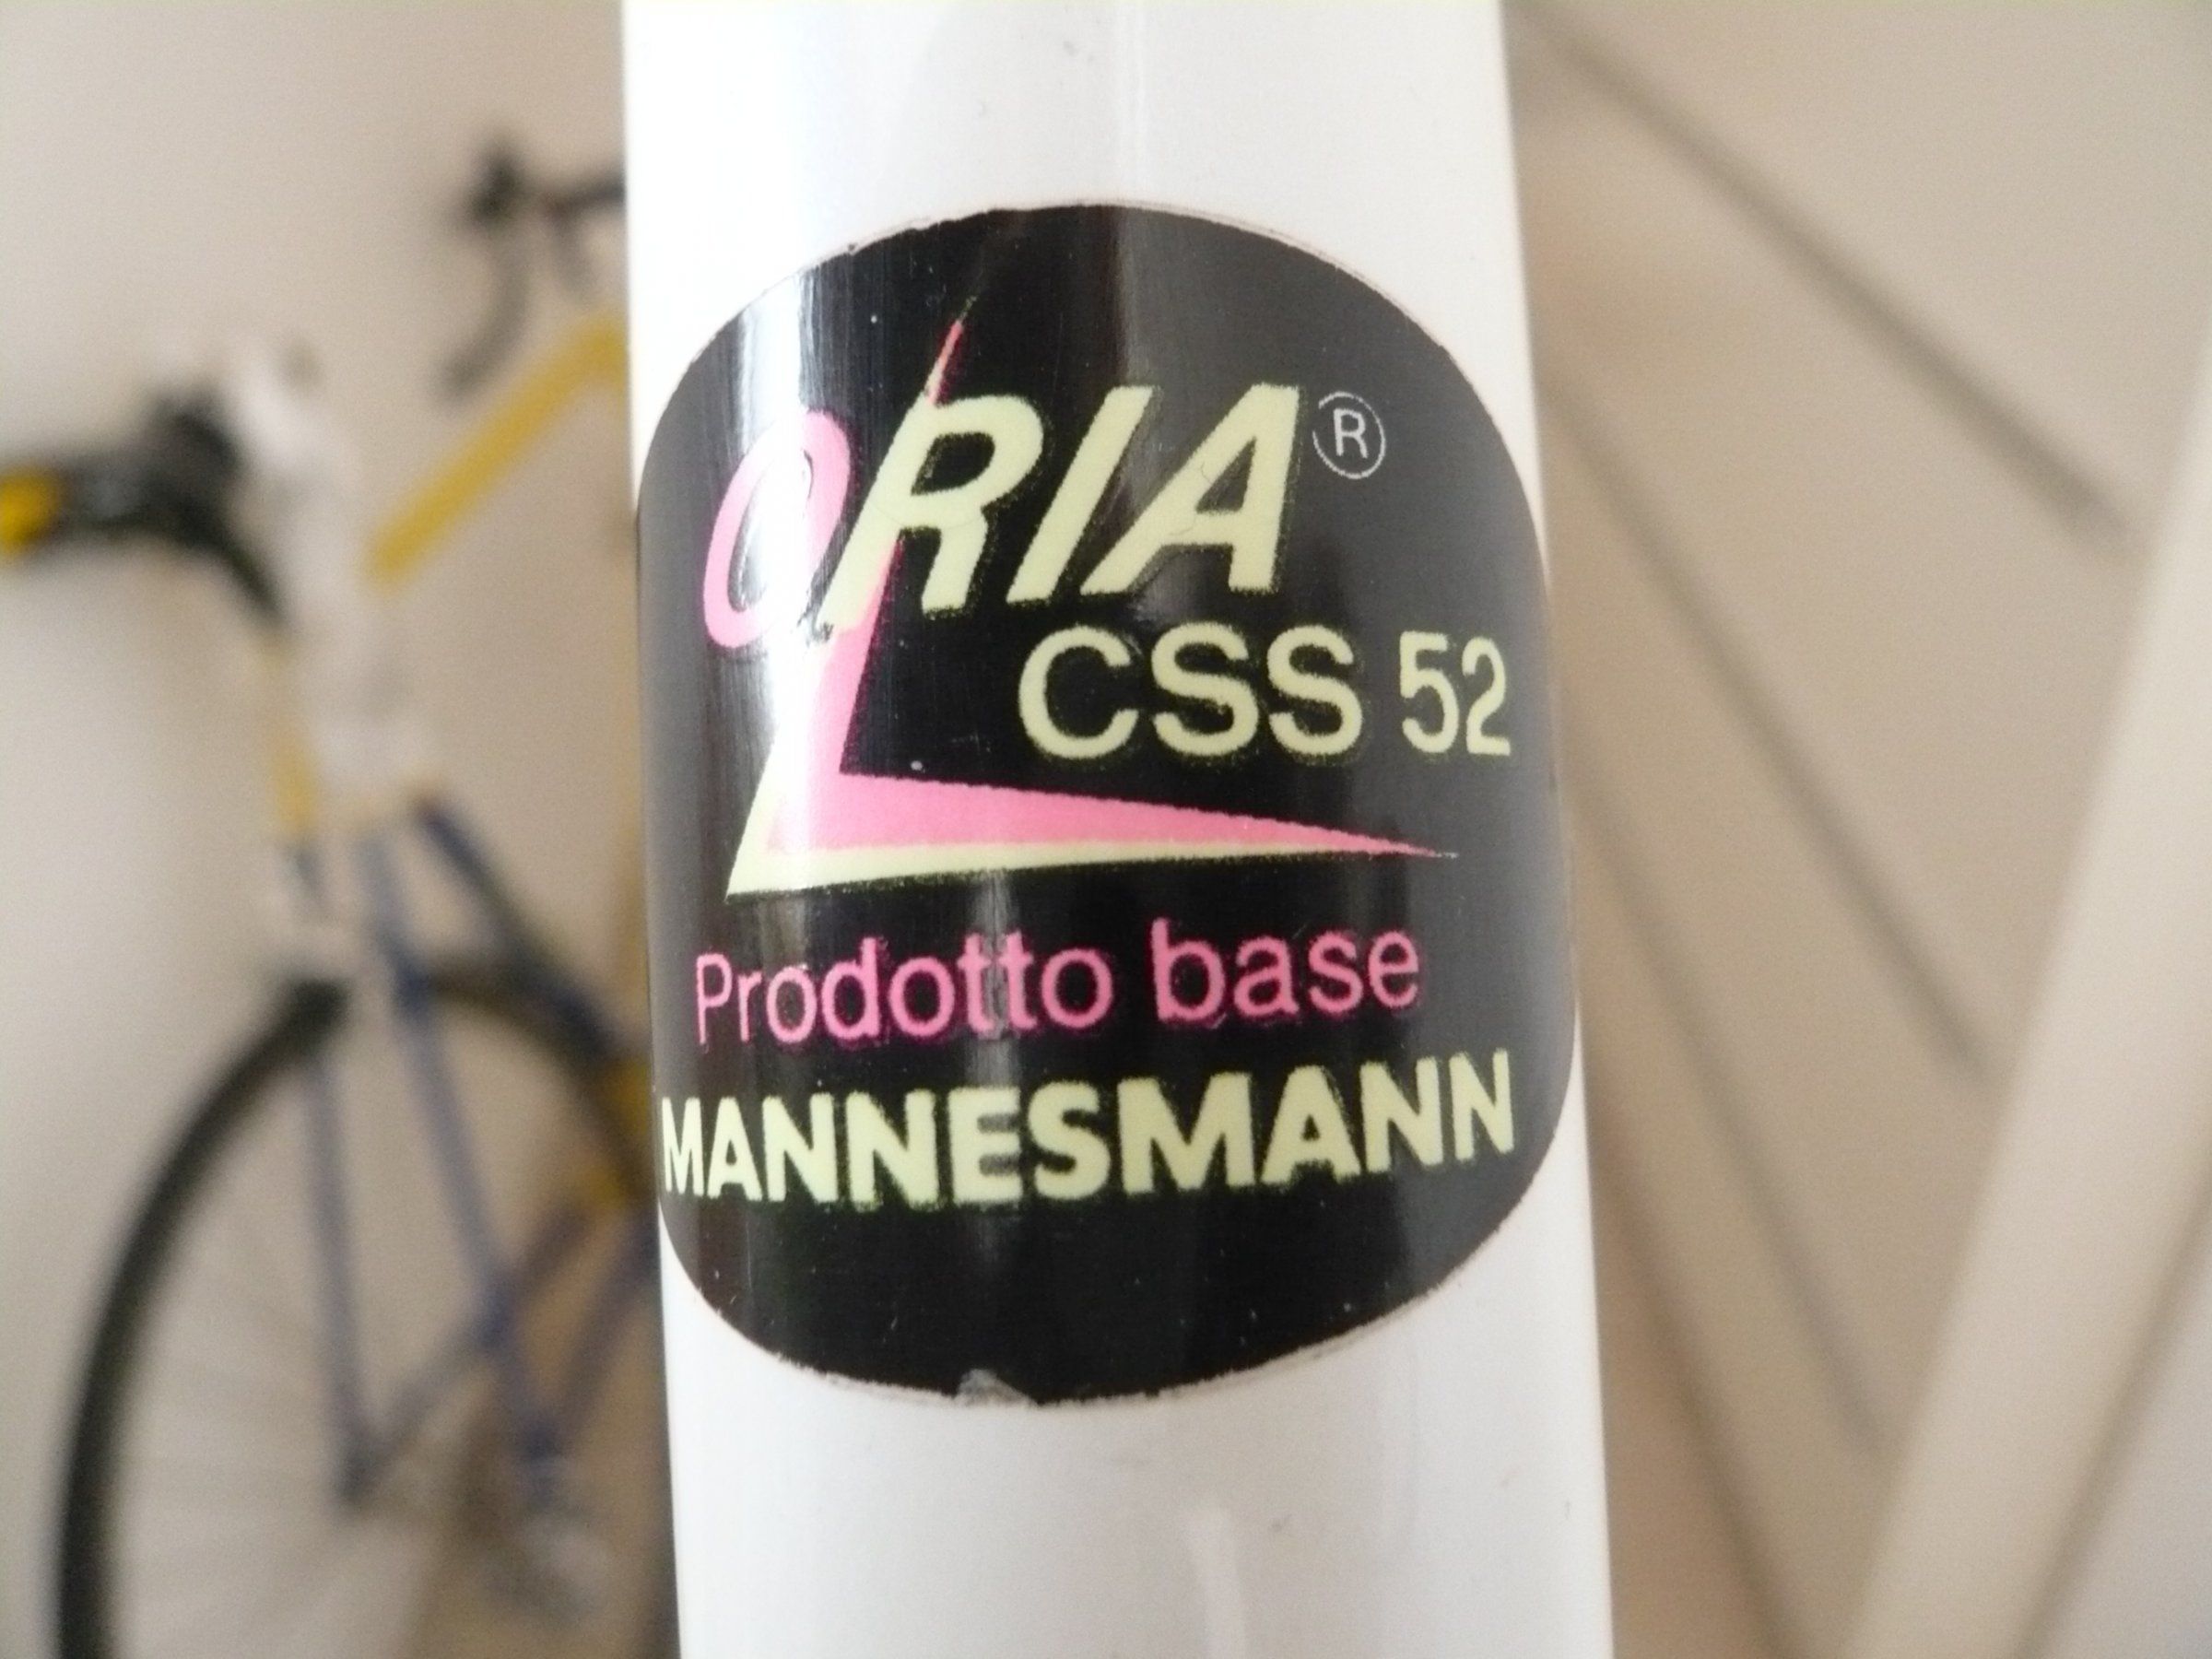 ORIA®
CSS 52
Prodotto base
MANNESMANN